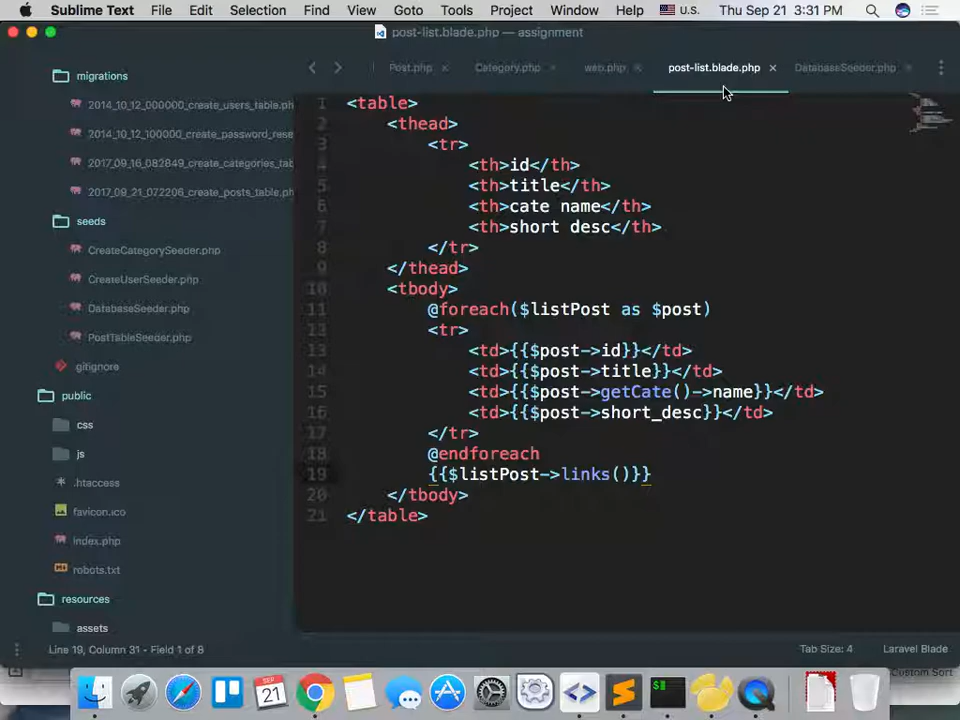 Sublime Text File Edit Selection Find View Goto Tools Project Window Help U.S. Thu Sep 21 3:31 PM
post-list.blade.php — assignment
migrations
2014_10_12_000000_create_users_table.ph
2014_10_12_100000_create_password_rese
2017_09_16_082849_create_categories_tab
2017_09_21_072206_create_posts_table.ph
seeds
CreateCategorySeeder.php
CreateUserSeeder.php
DatabaseSeeder.php
PostTableSeeder.php
gitignore
public
css
js
.htaccess
favicon.ico
index.php
robots.txt
resources
assets
Post.php × Category.php × web.php × post-list.blade.php × DatabaseSeeder.php ×
1 <table>
2 <thead>
3 <tr>
4 <th>id</th>
5 <th>title</th>
6 <th>cate name</th>
7 <th>short desc</th>
8 </tr>
9 </thead>
10 <tbody>
11 @foreach($listPost as $post)
13 <tr>
13 <td>{{$post->id}}</td>
14 <td>{{$post->title}}</td>
15 <td>{{$post->getCate()->name}}</td>
16 <td>{{$post->short_desc}}</td>
17 </tr>
18 @endforeach
19 {{$listPost->links()}}
20 </tbody>
21 </table>
Line 19, Column 31 - Field 1 of 8 Tab Size: 4 Laravel Blade
Custom Sort
21